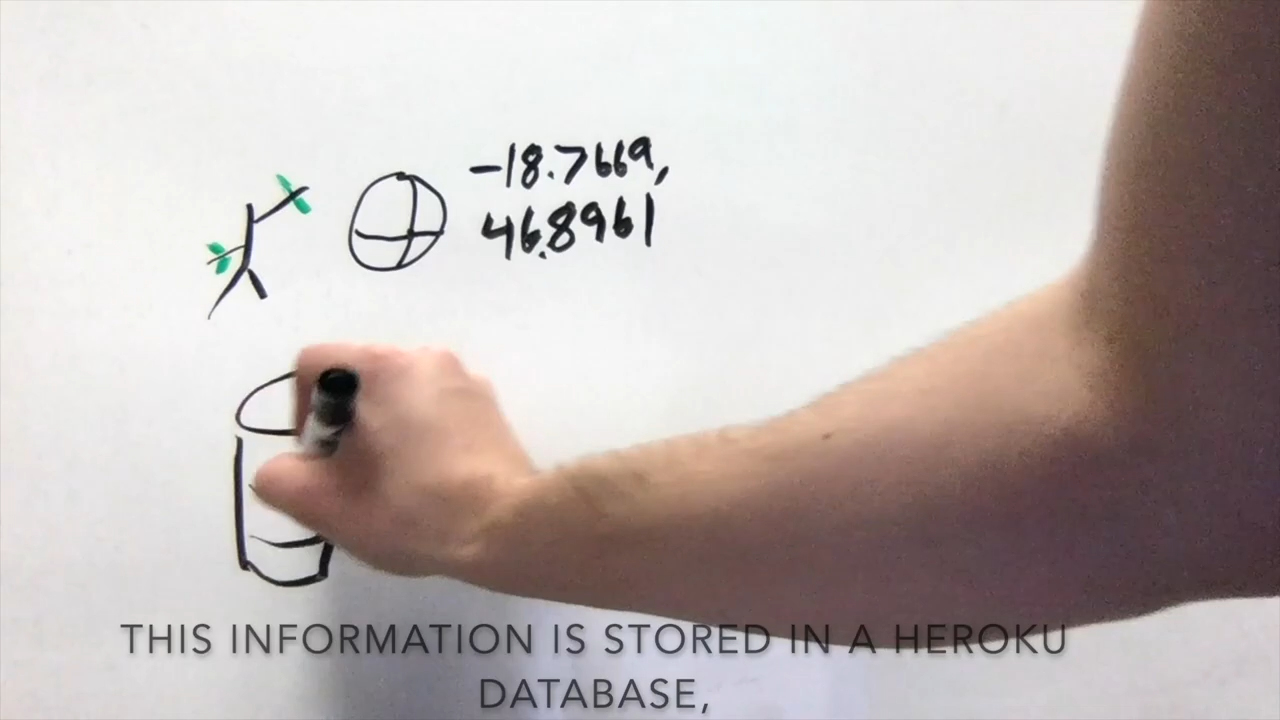 -18.7669,
46.8961
THIS INFORMATION IS STORED IN A HEROKU
DATABASE,